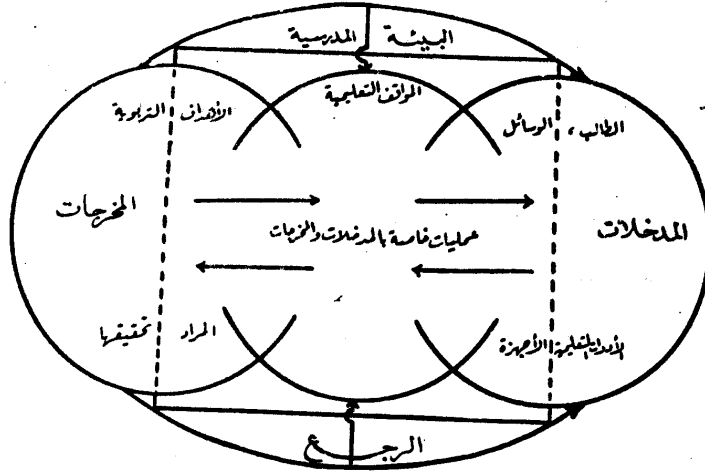 البيئة المدرسية
المواقف التعليمية
الطالب، الوسائل
الأهداف التربوية
المدخلات
المخرجات
عمليات خاصة بالمدخلات والمخرجات
الأدوات التعليمية الأجهزة
المراد تحقيقها
الرجع